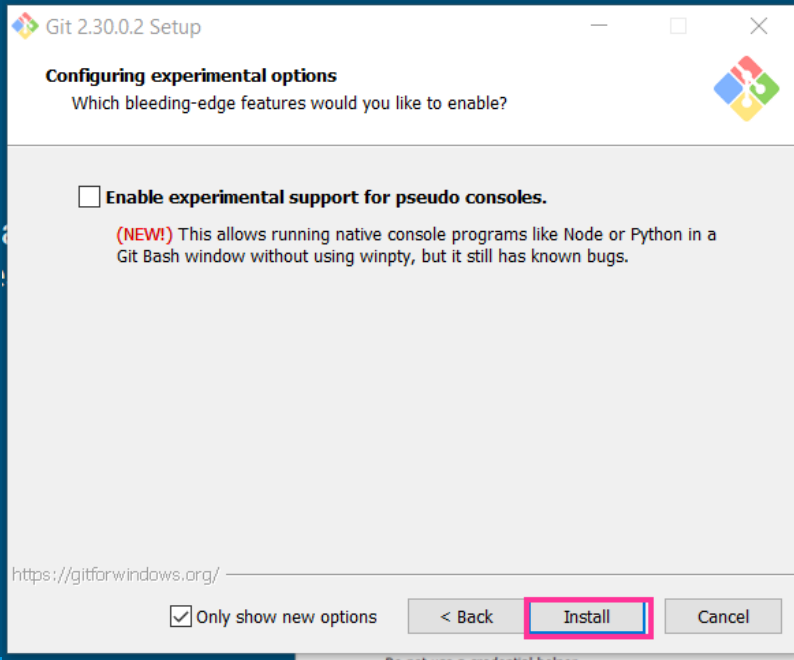 Git 2.30.0.2 Setup
Configuring experimental options
Which bleeding-edge features would you like to enable?
Enable experimental support for pseudo consoles.
(NEW!) This allows running native console programs like Node or Python in a
Git Bash window without using winpty, but it still has known bugs.
https://gitforwindows.org/
Only show new options
< Back
Install
Cancel